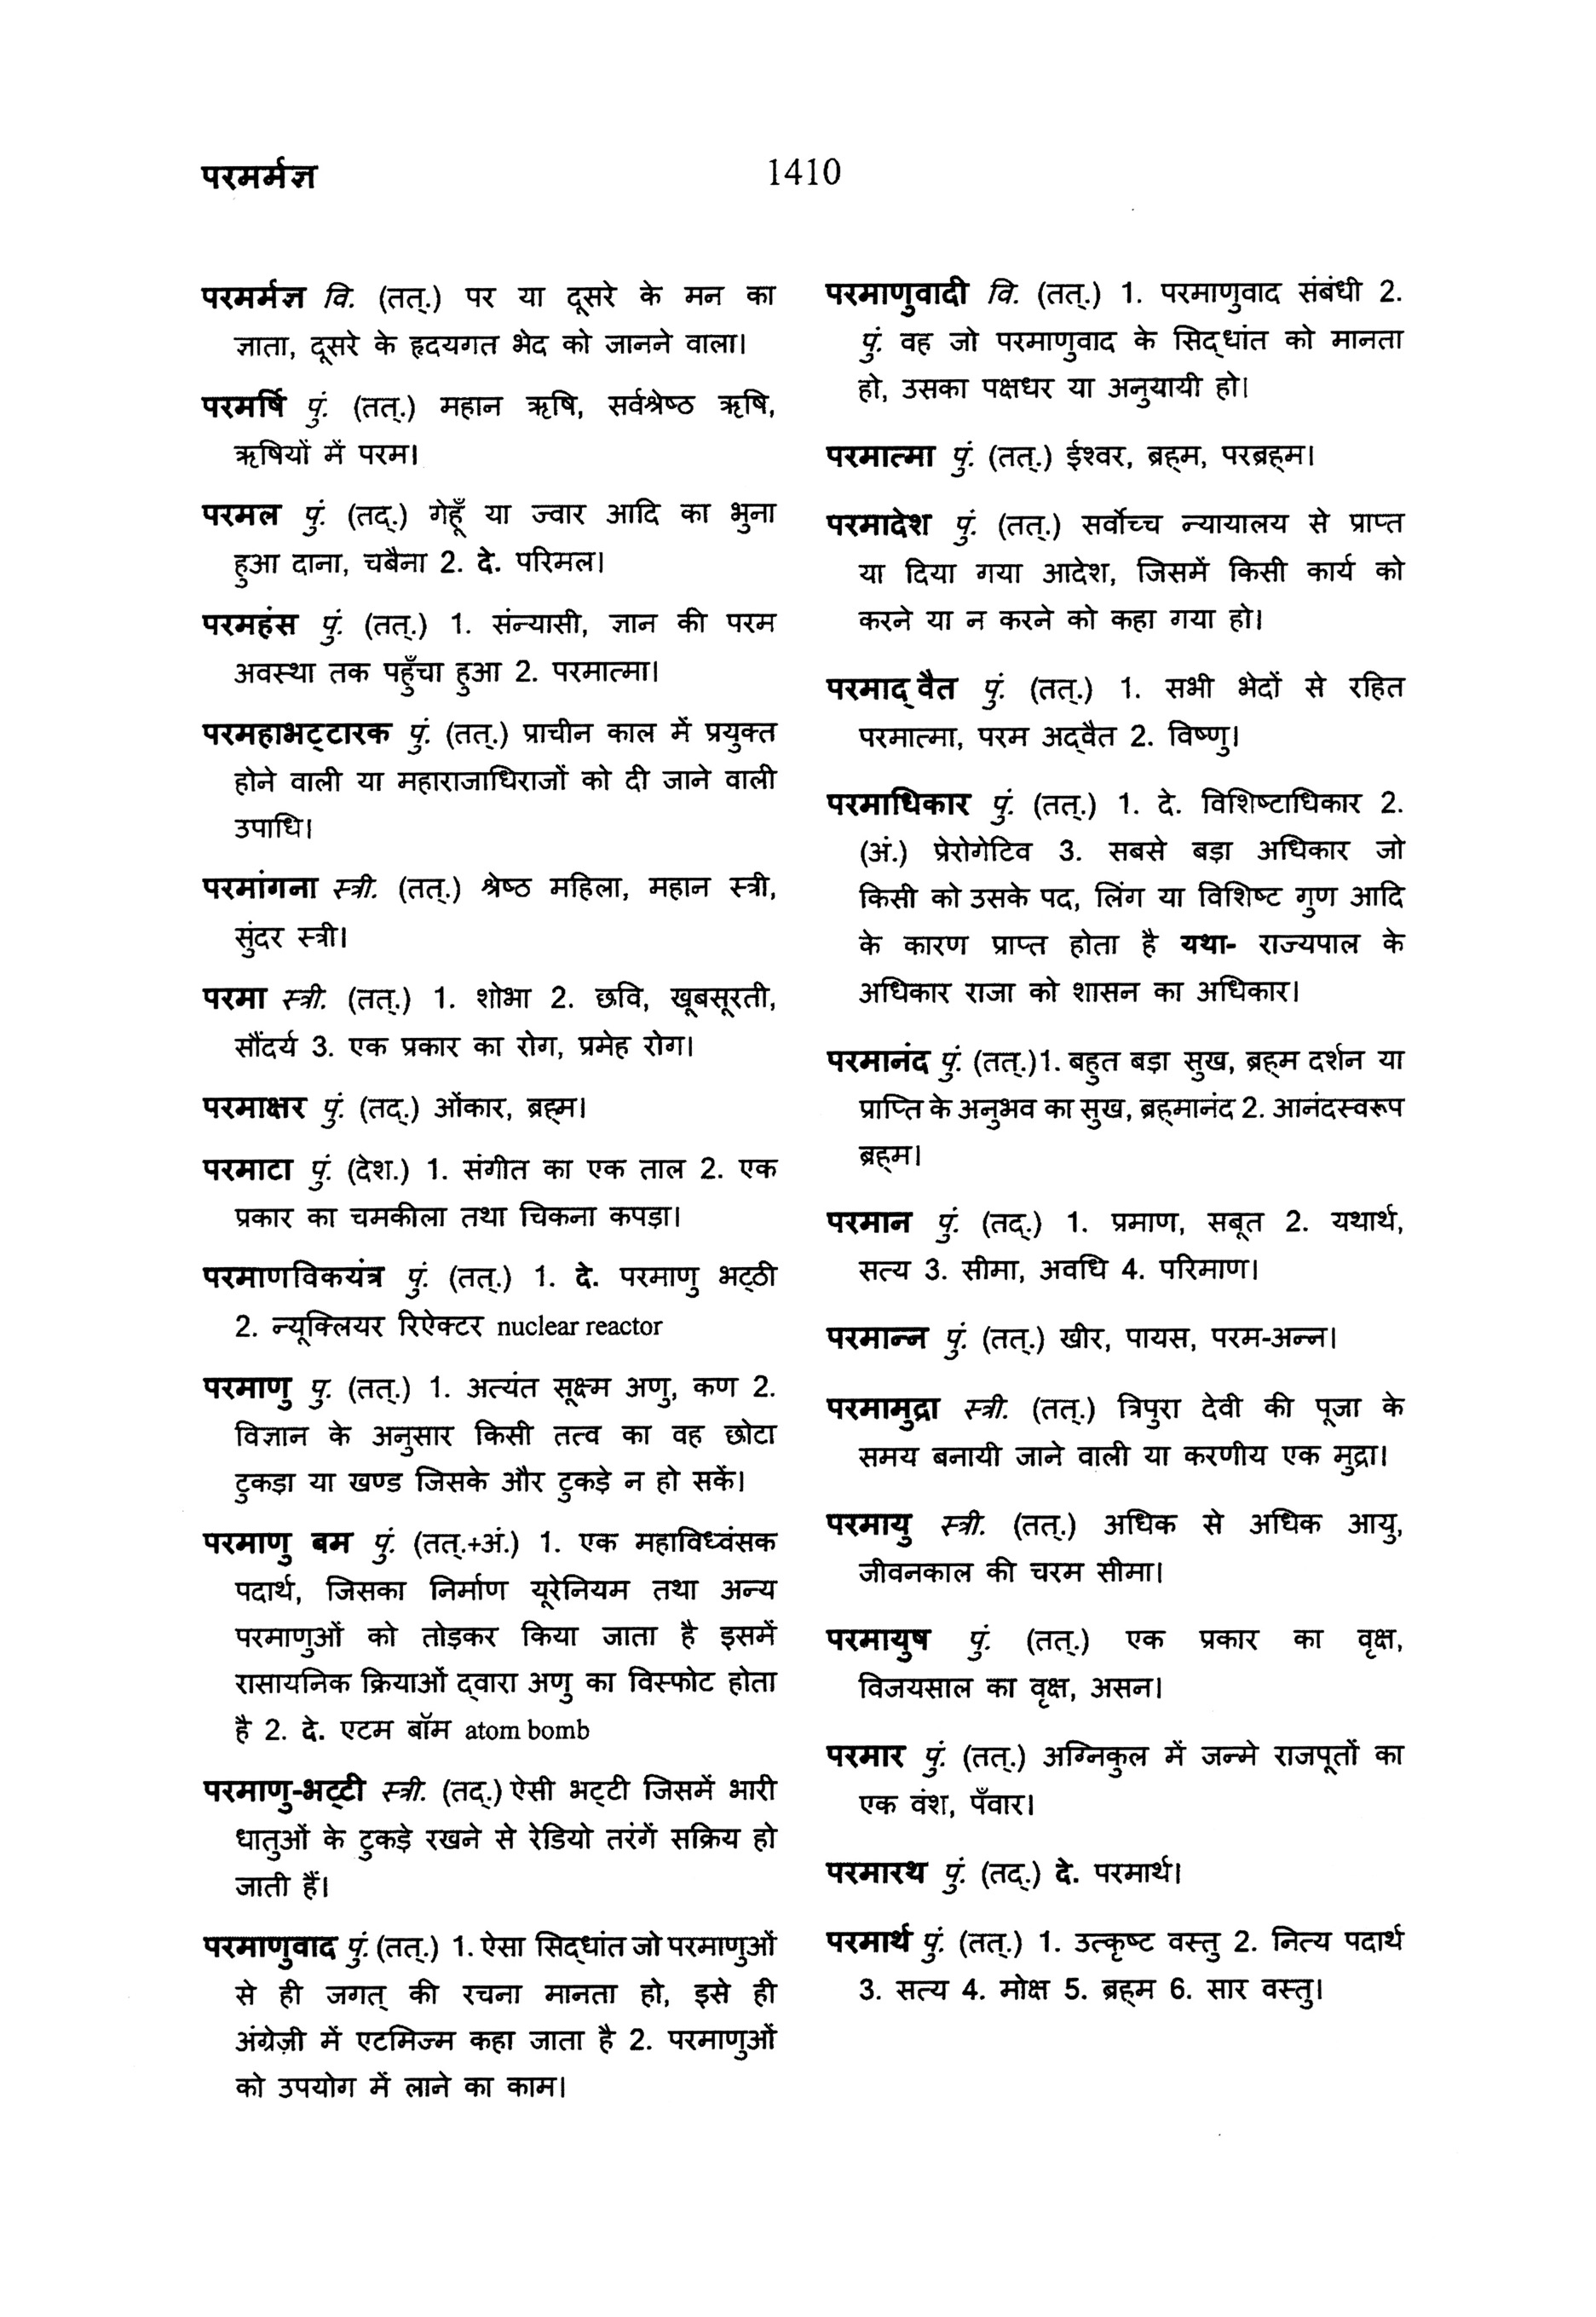 परमर्मज्ञ
1410
परमर्मज्ञ वि. (तत्.) पर या दूसरे के मन का
ज्ञाता, दूसरे के हृदयगत भेद को जानने वाला।
परमर्षि पुं. (तत्.) महान ऋषि, सर्वश्रेष्ठ ऋषि,
ऋषियों में परम।
परमल पुं. (तद्.) गेहूँ या ज्वार आदि का भुना
हुआ दाना, चबैना 2. दे. परिमल।
परमहंस पुं. (तत्.) 1. संन्यासी, ज्ञान की परम
अवस्था तक पहुँचा हुआ 2. परमात्मा।
परमहाभट्टारक पुं. (तत्.) प्राचीन काल में प्रयुक्त
होने वाली या महाराजाधिराजों को दी जाने वाली
उपाधि।
परमांगना स्त्री. (तत्.) श्रेष्ठ महिला, महान स्त्री,
सुंदर स्त्री।
परमा स्त्री. (तत्.) 1. शोभा 2. छवि, खूबसूरती,
सौंदर्य 3. एक प्रकार का रोग, प्रमेह रोग।
परमाक्षर पुं. (तद्.) ओंकार, ब्रह्म।
परमाटा पुं. (देश.) 1. संगीत का एक ताल 2. एक
प्रकार का चमकीला तथा चिकना कपड़ा।
परमाणविकयंत्र पुं. (तत्.) 1. दे. परमाणु भट्ठी
2. न्यूक्लियर रिऐक्टर nuclear reactor
परमाणु पु. (तत्.) 1. अत्यंत सूक्ष्म अणु, कण 2.
विज्ञान के अनुसार किसी तत्व का वह छोटा
टुकड़ा या खण्ड जिसके और टुकड़े न हो सकें।
परमाणु बम पुं. (तत्.+अं.) 1. एक महाविध्वंसक
पदार्थ, जिसका निर्माण यूरेनियम तथा अन्य
परमाणुओं को तोड़कर किया जाता है इसमें
रासायनिक क्रियाओं द्वारा अणु का विस्फोट होता
है 2. दे. एटम बॉम atom bomb
परमाणु-भट्टी स्त्री. (तद्.) ऐसी भट्टी जिसमें भारी
धातुओं के टुकड़े रखने से रेडियो तरंगें सक्रिय हो
जाती हैं।
परमाणुवाद पुं. (तत्.) 1. ऐसा सिद्धांत जो परमाणुओं
से ही जगत् की रचना मानता हो, इसे ही
अंग्रेज़ी में एटमिज्म कहा जाता है 2. परमाणुओं
को उपयोग में लाने का काम।
परमाणुवादी वि. (तत्.) 1. परमाणुवाद संबंधी 2.
पुं. वह जो परमाणुवाद के सिद्धांत को मानता
हो, उसका पक्षधर या अनुयायी हो।
परमात्मा पुं. (तत्.) ईश्वर, ब्रह्म, परब्रह्म।
परमादेश पुं. (तत्.) सर्वोच्च न्यायालय से प्राप्त
या दिया गया आदेश, जिसमें किसी कार्य को
करने या न करने को कहा गया हो।
परमाद्वैत पुं. (तत्.) 1. सभी भेदों से रहित
परमात्मा, परम अद्वैत 2. विष्णु।
परमाधिकार पुं. (तत्.) 1. दे. विशिष्टाधिकार 2.
(अं.) प्रेरोगेटिव 3. सबसे बड़ा अधिकार जो
किसी को उसके पद, लिंग या विशिष्ट गुण आदि
के कारण प्राप्त होता है यथा- राज्यपाल के
अधिकार राजा को शासन का अधिकार।
परमानंद पुं. (तत्.)1. बहुत बड़ा सुख, ब्रह्म दर्शन या
प्राप्ति के अनुभव का सुख, ब्रह्मानंद 2. आनंदस्वरूप
ब्रह्म।
परमान पुं. (तद्.) 1. प्रमाण, सबूत 2. यथार्थ,
सत्य 3. सीमा, अवधि 4. परिमाण।
परमान्न पुं. (तत्.) खीर, पायस, परम-अन्न।
परमामुद्रा स्त्री. (तत्.) त्रिपुरा देवी की पूजा के
समय बनायी जाने वाली या करणीय एक मुद्रा।
परमायु स्त्री. (तत्.) अधिक से अधिक आयु,
जीवनकाल की चरम सीमा।
परमायुष पुं. (तत्.) एक प्रकार का वृक्ष,
विजयसाल का वृक्ष, असन।
परमार पुं. (तत्.) अग्निकुल में जन्मे राजपूतों का
एक वंश, पँवार।
परमारथ पुं. (तद्.) दे. परमार्थ।
परमार्थ पुं. (तत्.) 1. उत्कृष्ट वस्तु 2. नित्य पदार्थ
3. सत्य 4. मोक्ष 5. ब्रह्म 6. सार वस्तु।